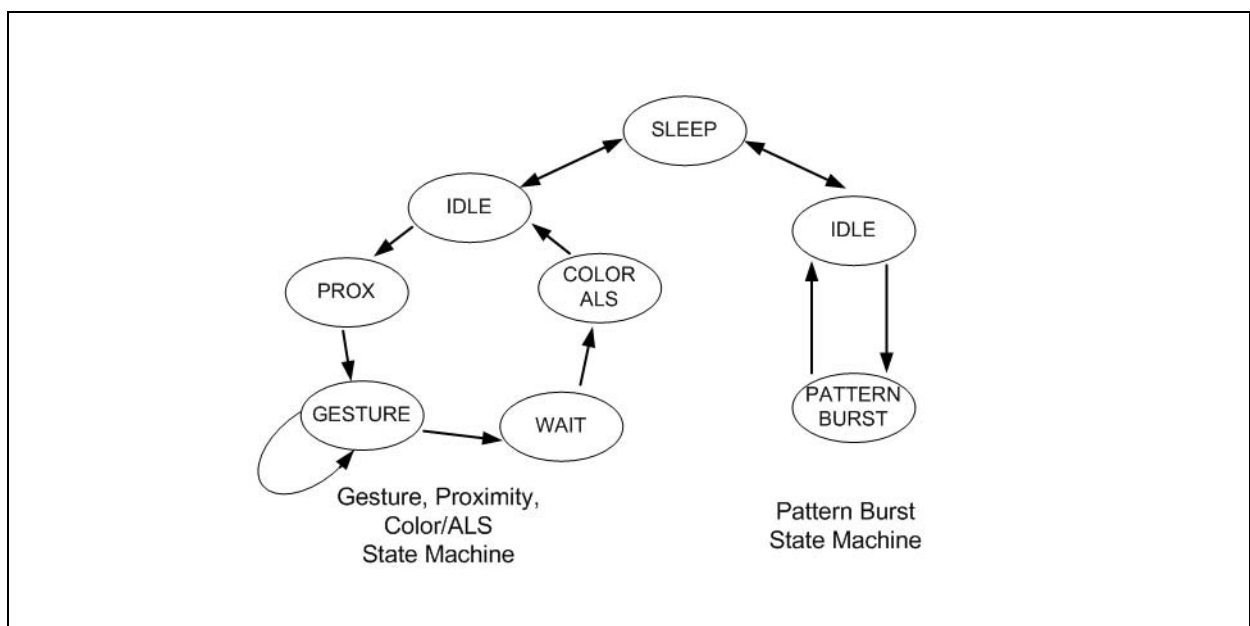 SLEEP
IDLE
IDLE
PROX
COLOR
ALS
GESTURE
WAIT
PATTERN
BURST
Gesture, Proximity,
Color/ALS
State Machine
Pattern Burst
State Machine